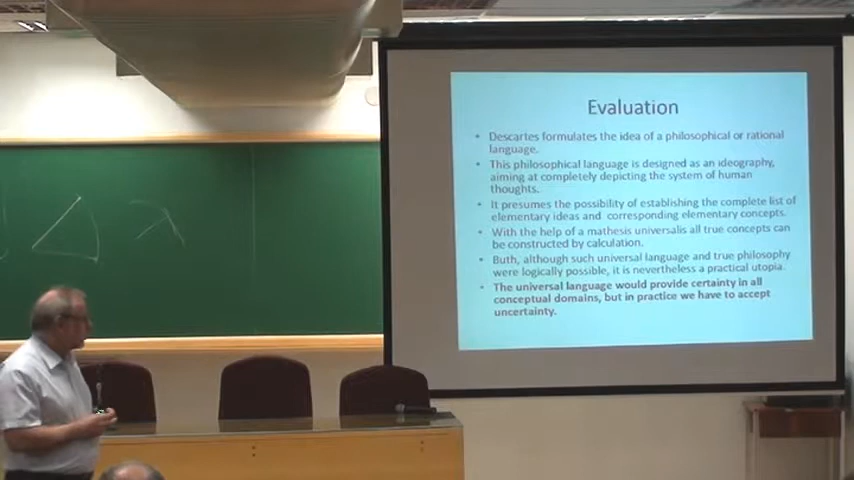 Evaluation
• Descartes formulates the idea of a philosophical or rational
language.
• This philosophical language is designed as an ideography,
aiming at completely depicting the system of human
thoughts.
• It presumes the possibility of establishing the complete list of
elementary ideas and corresponding elementary concepts.
• With the help of a mathesis universalis all true concepts can
be constructed by calculation.
• Buth, although such universal language and true philosophy
were logically possible, it is nevertheless a practical utopia.
• The universal language would provide certainty in all
conceptual domains, but in practice we have to accept
uncertainty.